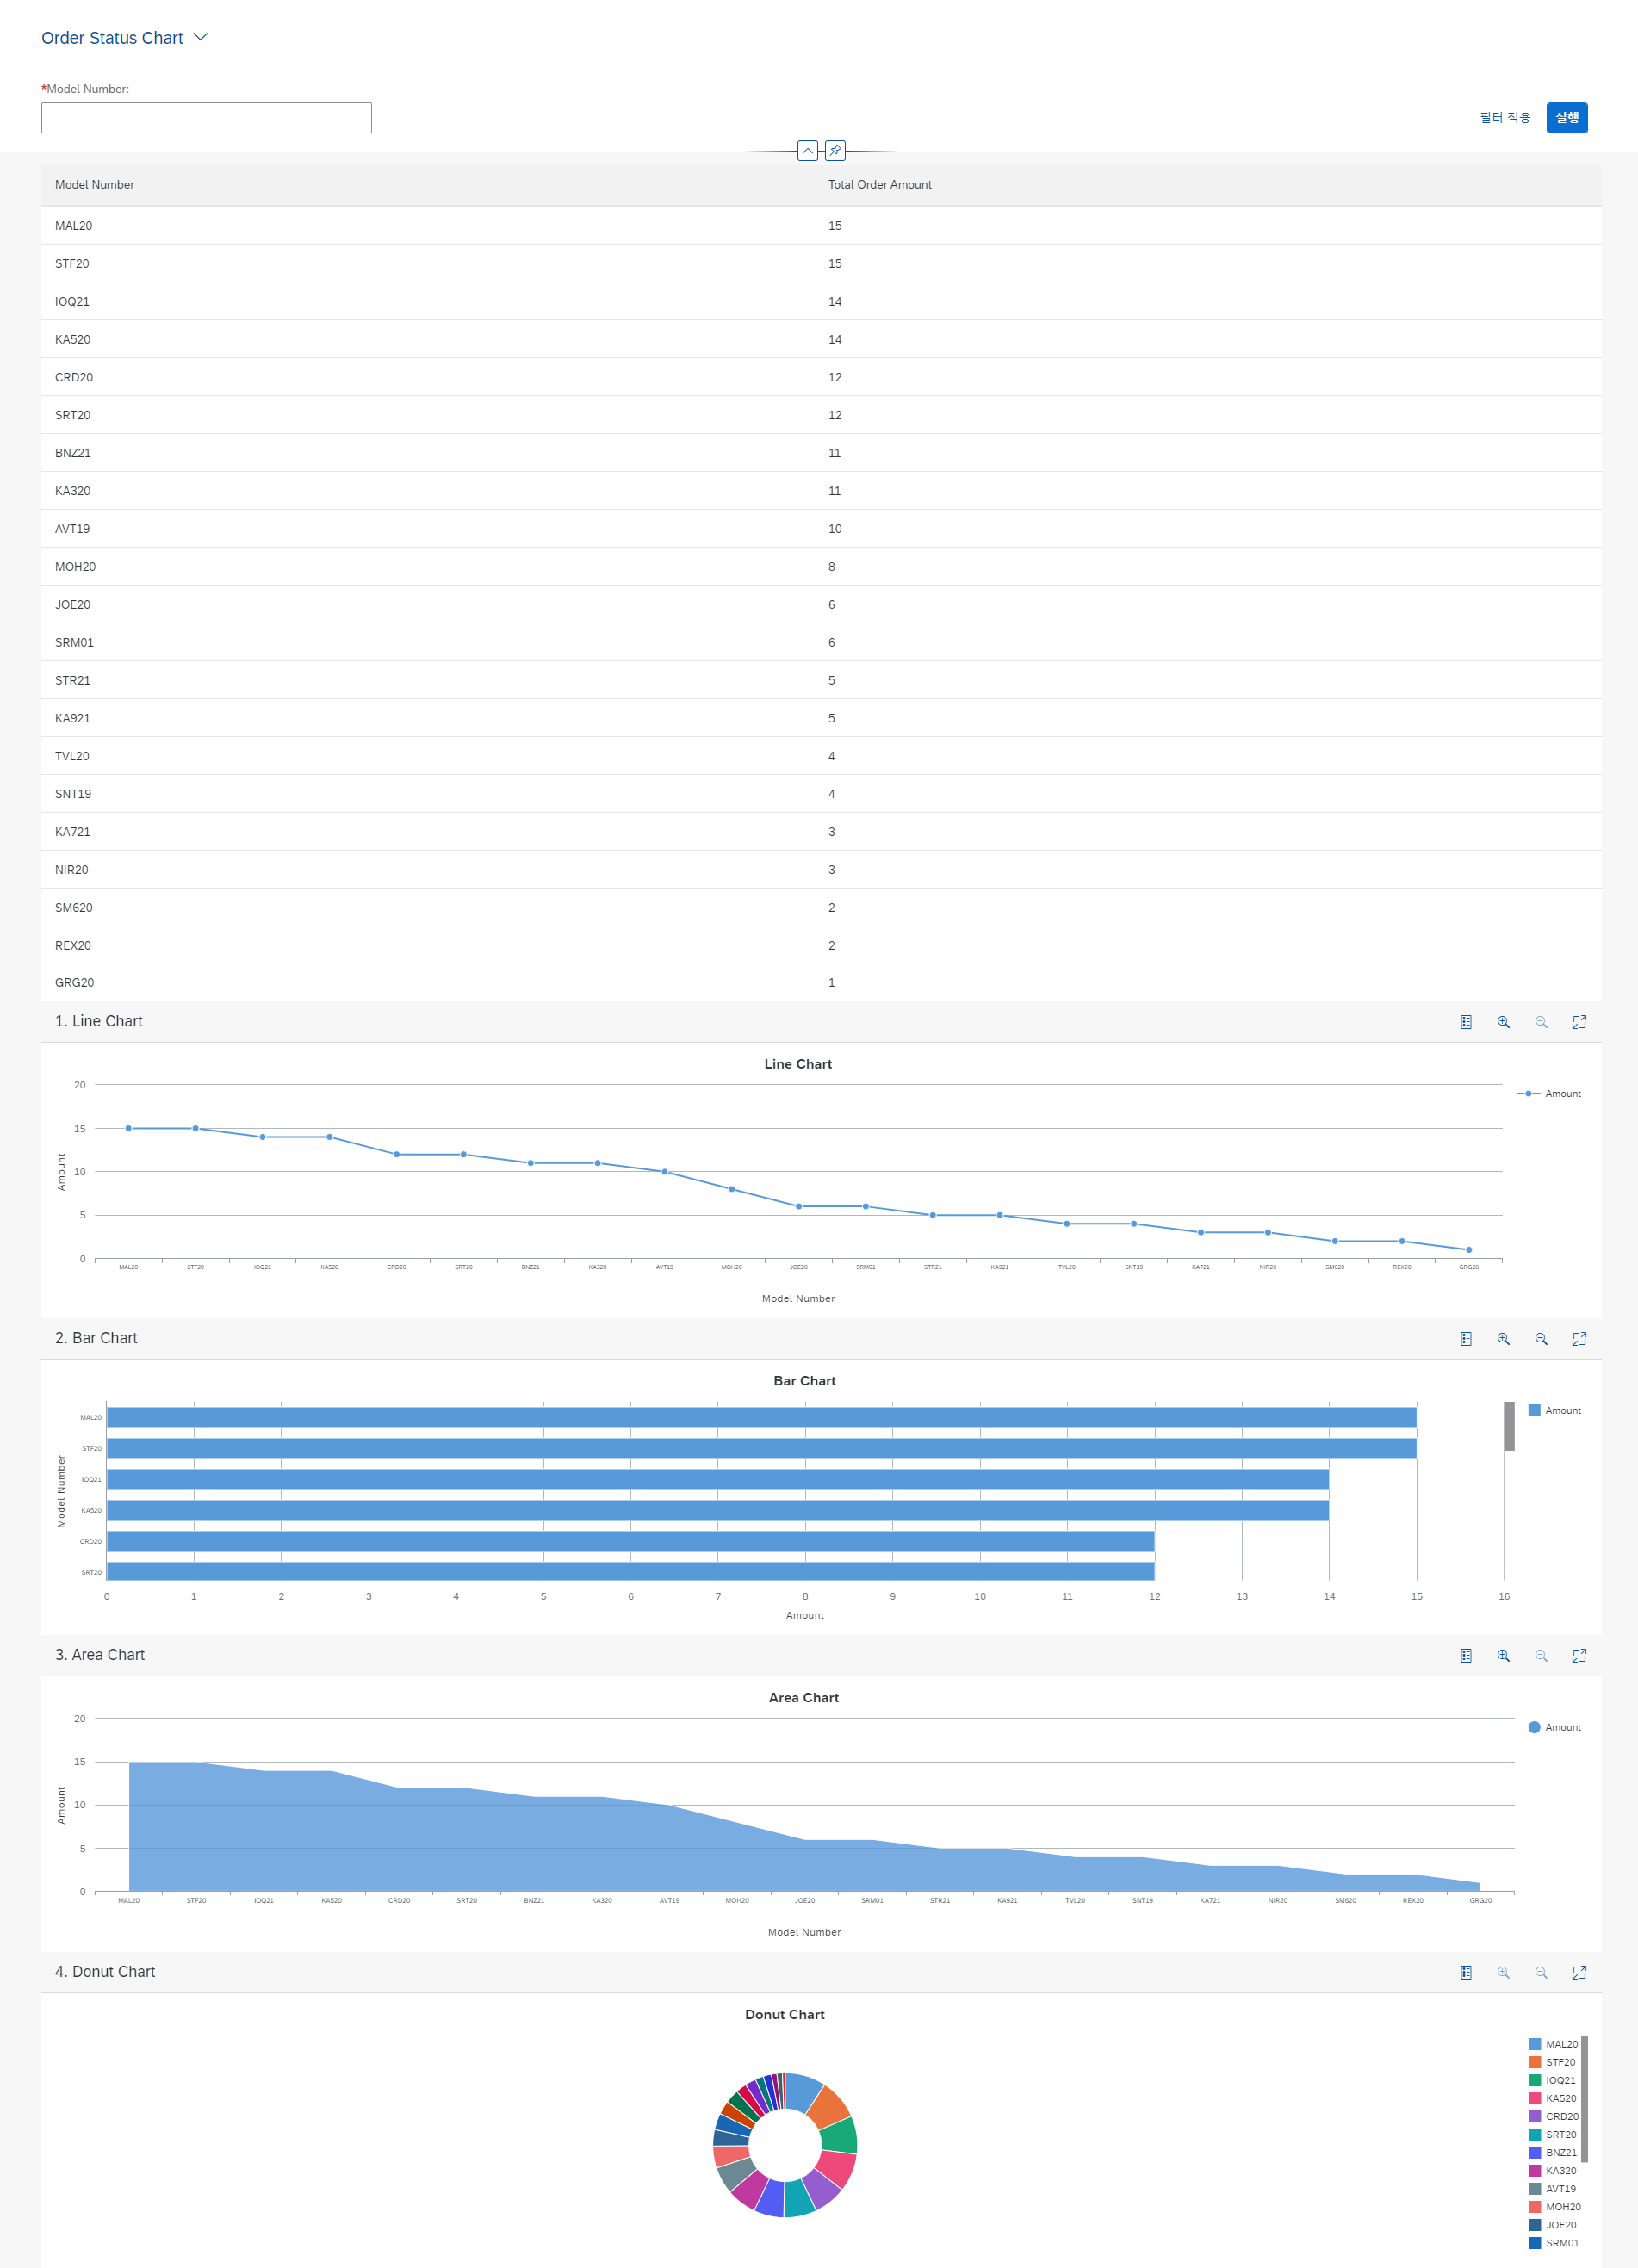 Order Status Chart
*Model Number:
필터 적용 실행
Model Number Total Order Amount
MAL20 15
STF20 15
IOQ21 14
KA520 14
CRD20 12
SRT20 12
BNZ21 11
KA320 11
AVT19 10
MOH20 8
JOE20 6
SRM01 6
STR21 5
KA921 5
TVL20 4
SNT19 4
KA721 3
NIR20 3
SM620 2
REX20 2
GRG20 1
1. Line Chart
Line Chart
20
15
10
5
0
Amount
Amount
MAL20 STF20 IOQ21 KA520 CRD20 SRT20 BNZ21 KA320 AVT19 MOH20 JOE20 SRM01 STR21 KA921 TVL20 SNT19 KA721 NIR20 SM620 REX20 GRG20
Model Number
2. Bar Chart
Bar Chart
Amount
Model Number
MAL20
STF20
IOQ21
KA520
CRD20
SRT20
0 1 2 3 4 5 6 7 8 9 10 11 12 13 14 15 16
Amount
3. Area Chart
Area Chart
20
15
10
5
0
Amount
Amount
MAL20 STF20 IOQ21 KA520 CRD20 SRT20 BNZ21 KA320 AVT19 MOH20 JOE20 SRM01 STR21 KA921 TVL20 SNT19 KA721 NIR20 SM620 REX20 GRG20
Model Number
4. Donut Chart
Donut Chart
MAL20
STF20
IOQ21
KA520
CRD20
SRT20
BNZ21
KA320
AVT19
MOH20
JOE20
SRM01